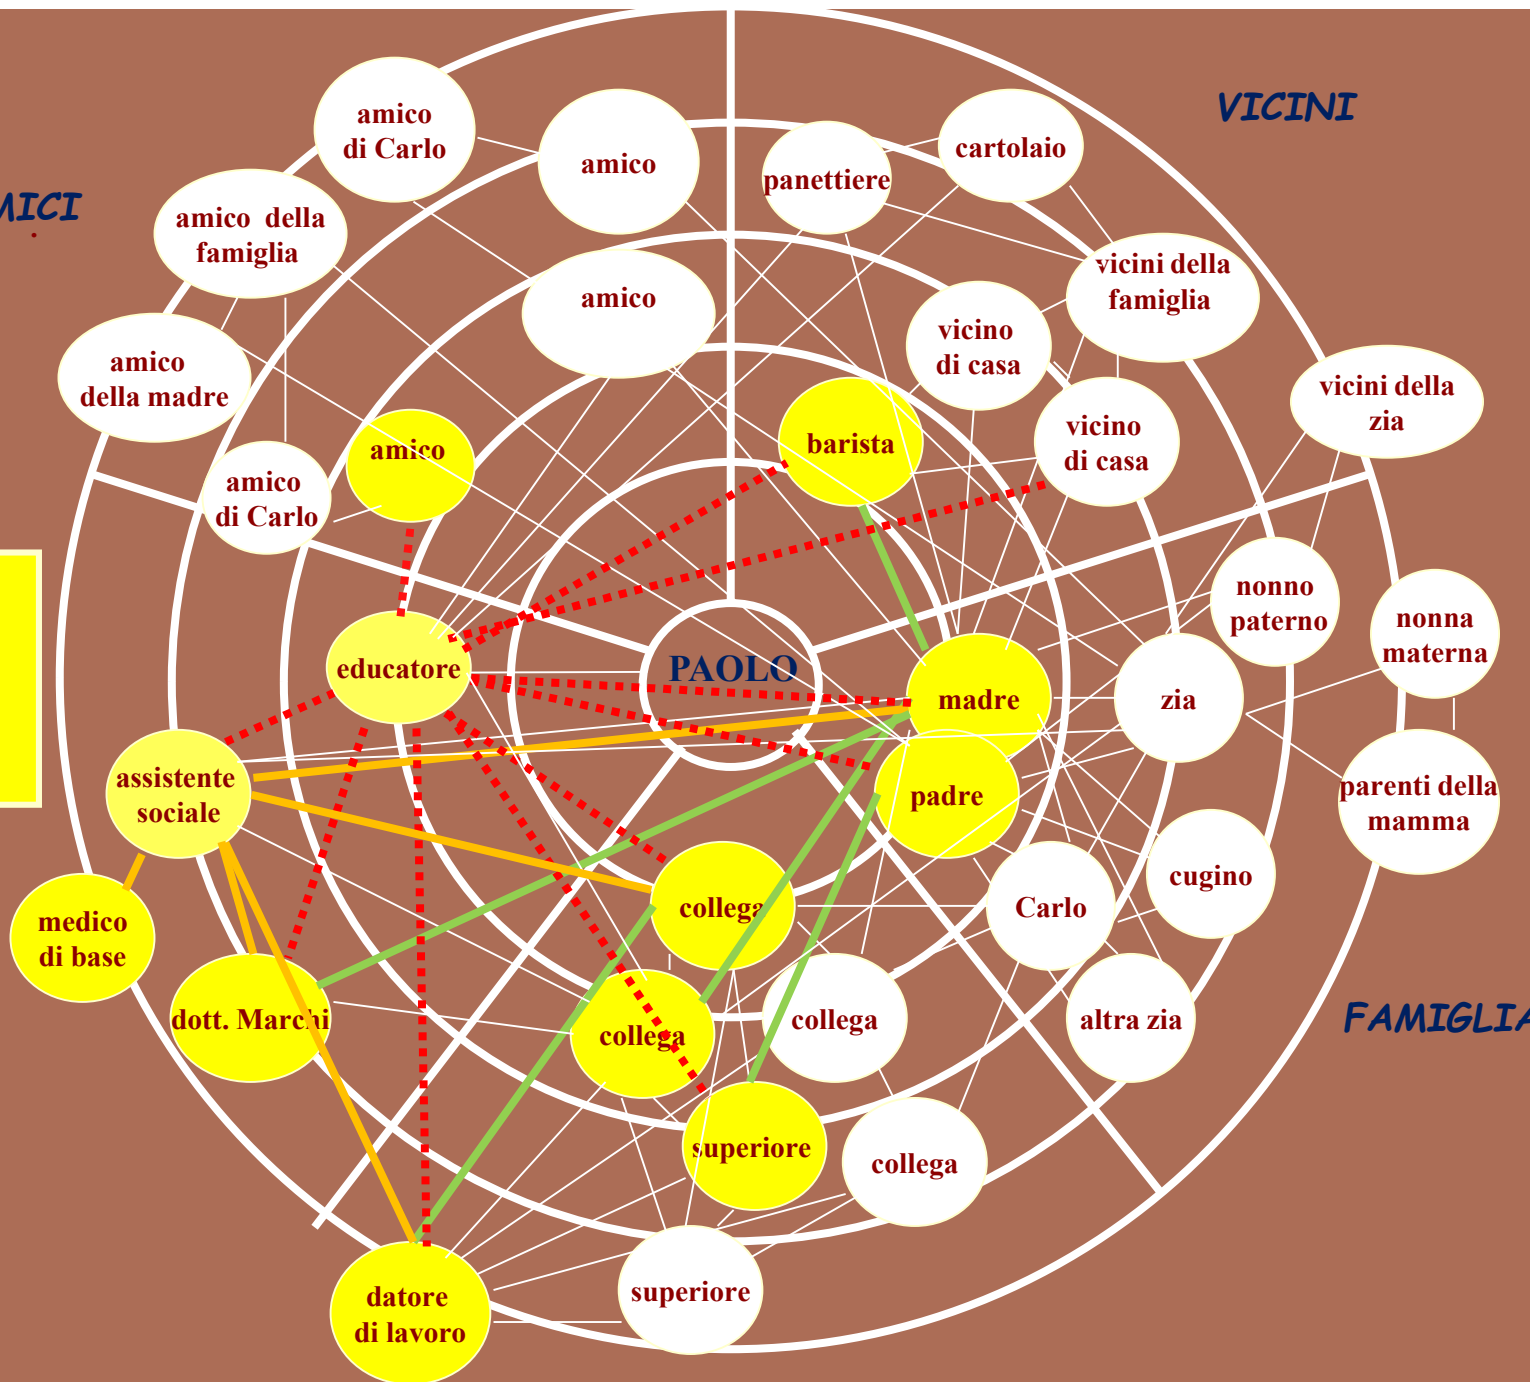 VICINI
amico
di Carlo
amico
panettiere
cartolaio
MICI
.
amico della
famiglia
vicini della
famiglia
amico
vicino
di casa
amico
della madre
vicini della
zia
amico
barista
vicino
di casa
amico
di Carlo
nonno
paterno
nonna
materna
educatore
PAOLO
madre
zia
assistente
sociale
padre
parenti della
mamma
cugino
collega
Carlo
medico
di base
dott. Marchi
collega
collega
altra zia
FAMIGLIA
superiore
collega
datore
di lavoro
superiore